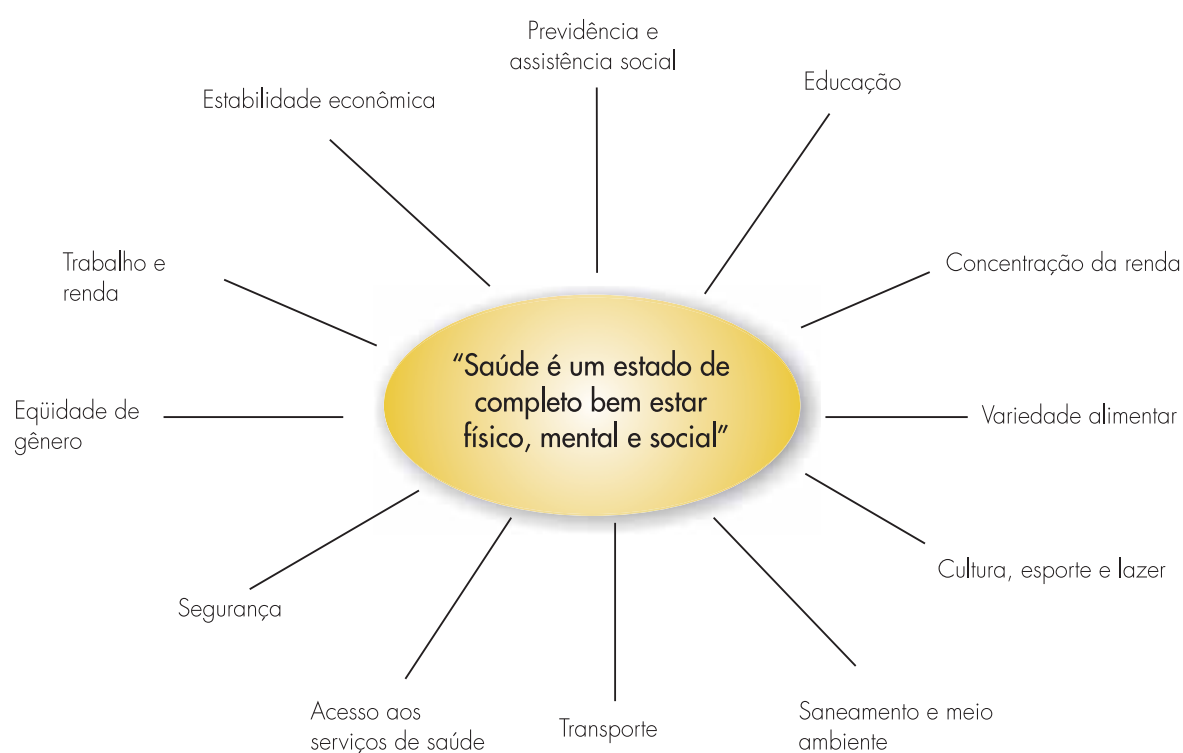 Previdência e
assistência social
Educação
Estabilidade econômica
Trabalho e
renda
Concentração da renda
“Saúde é um estado de
completo bem estar
físico, mental e social”
Eqüidade de
gênero
Variedade alimentar
Cultura, esporte e lazer
Segurança
Acesso aos
serviços de saúde
Transporte
Saneamento e meio
ambiente